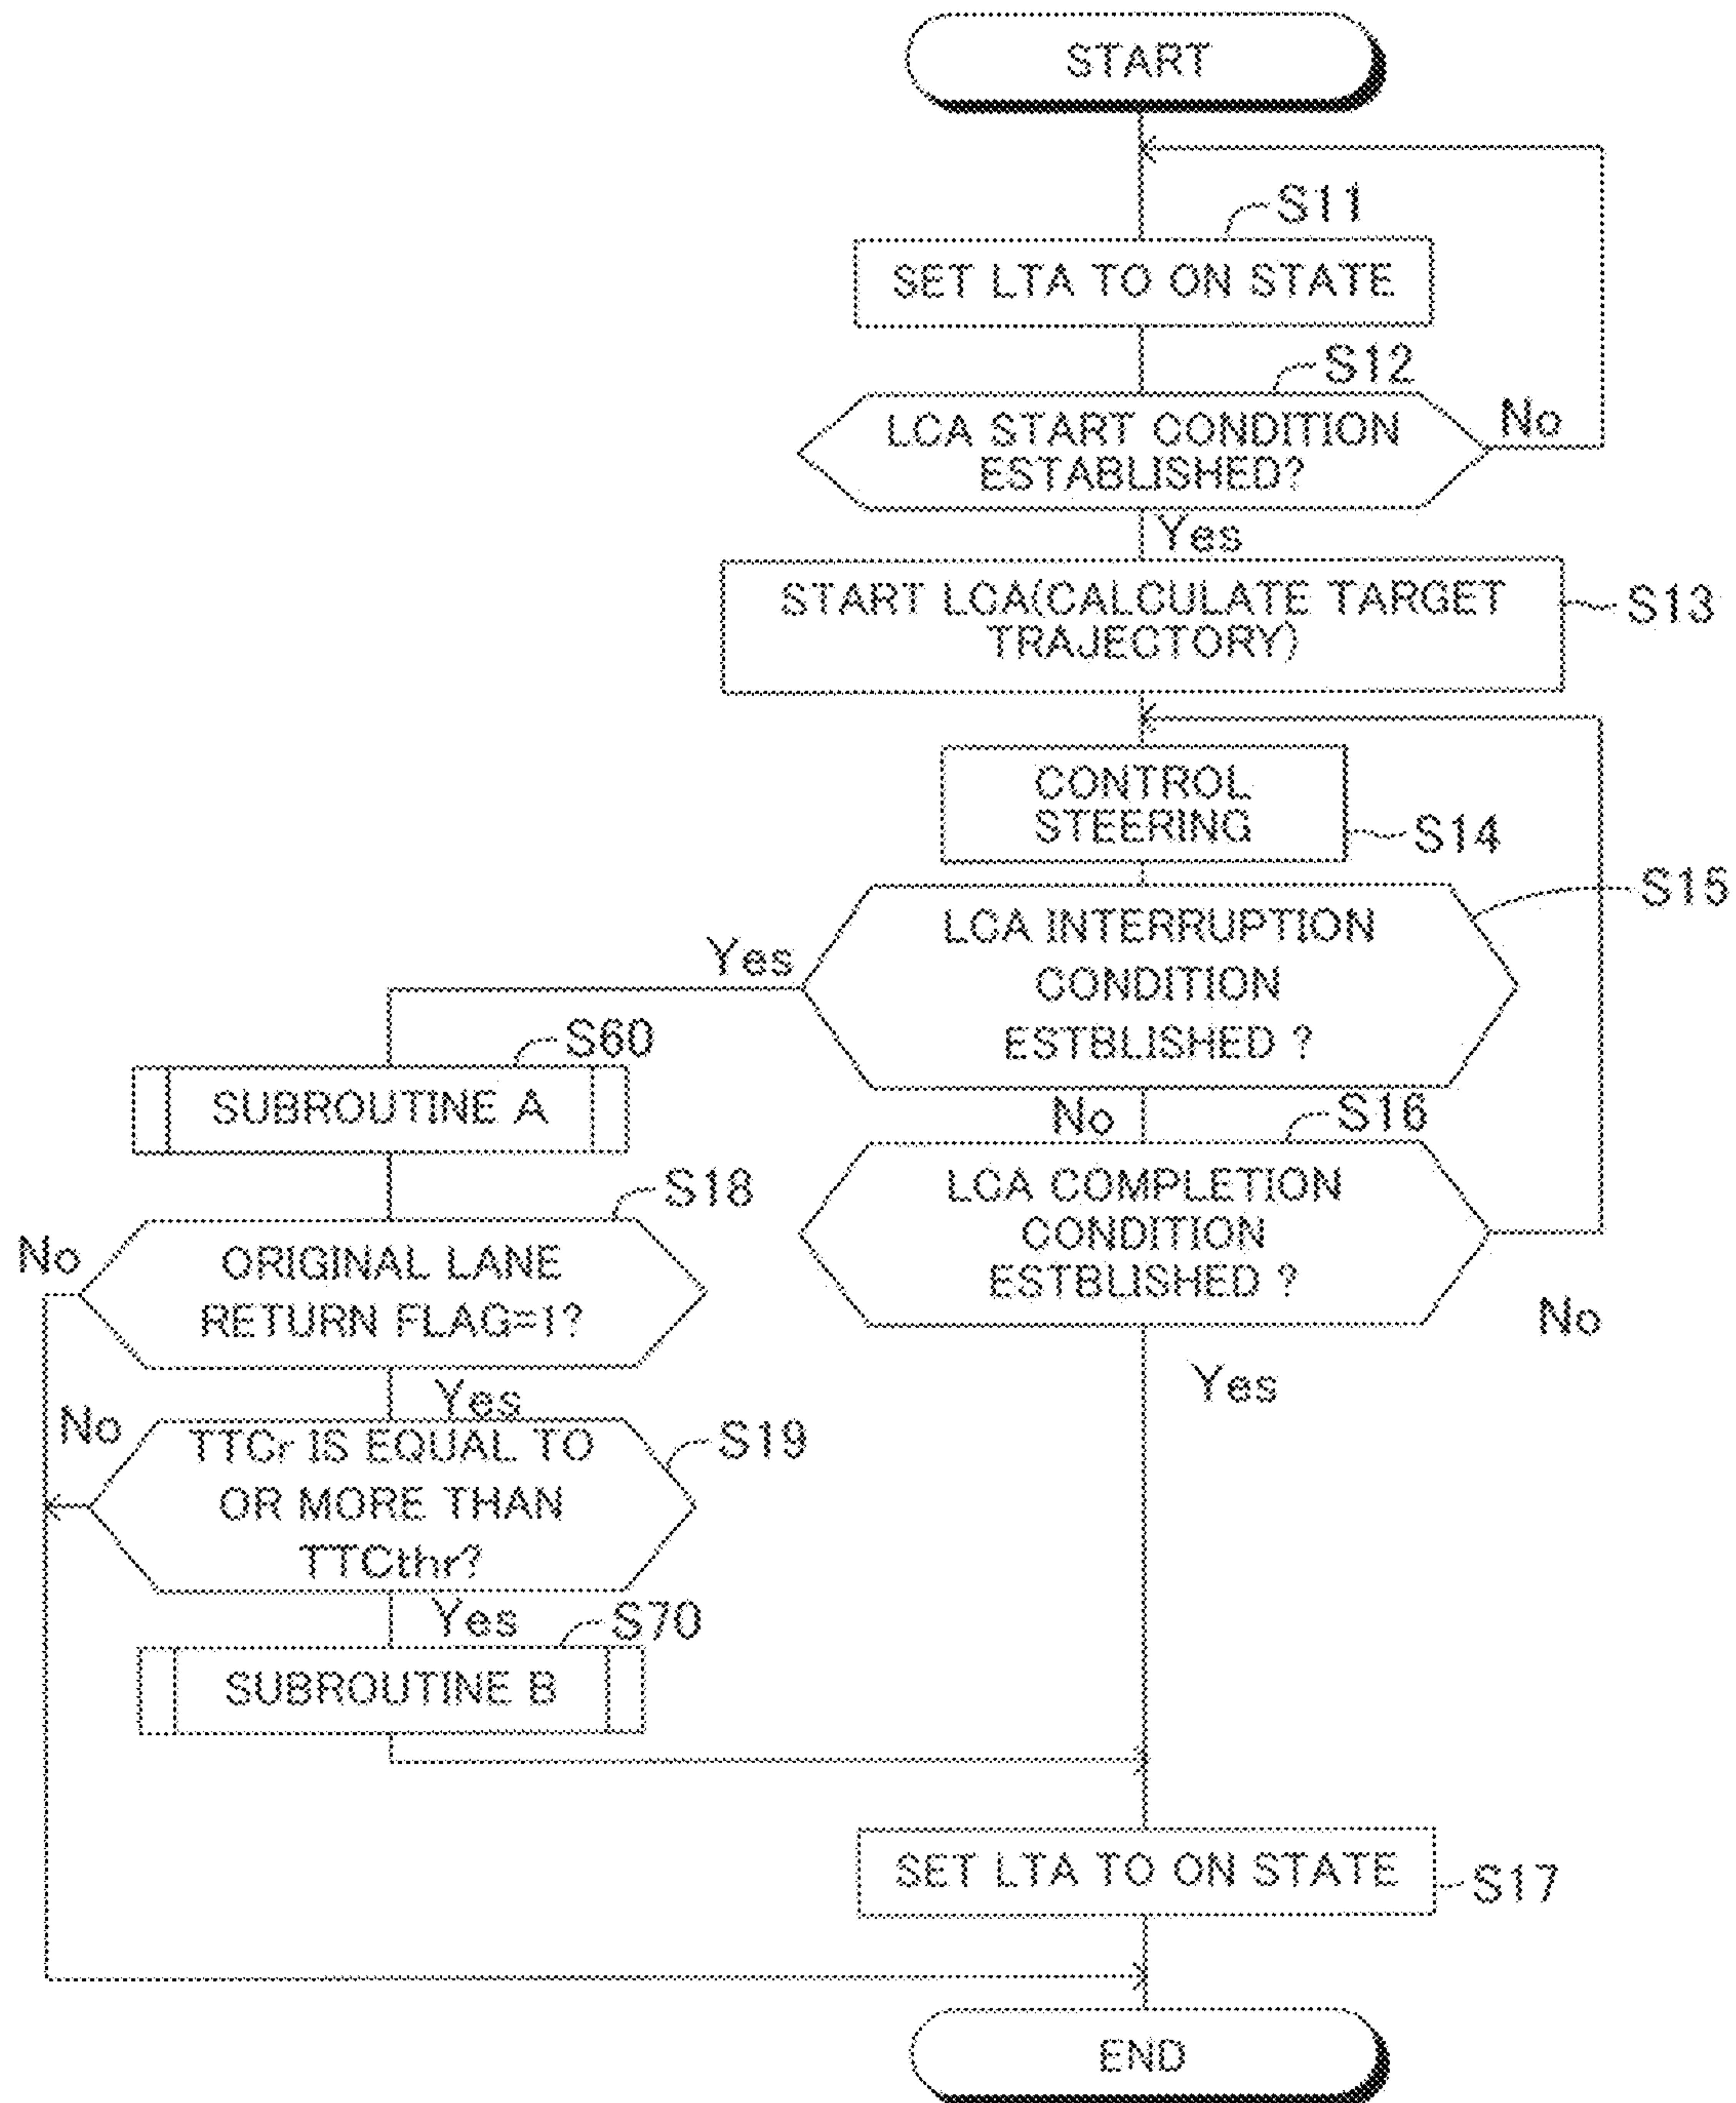 START
S11
SET LTA TO ON STATE
S12
LCA START CONDITION
ESTABLISHED?
No
Yes
START LCA(CALCULATE TARGET
TRAJECTORY)
S13
CONTROL
STEERING
S14
S15
LCA INTERRUPTION
CONDITION
ESTBLISHED ?
Yes
No
S60
SUBROUTINE A
S16
LCA COMPLETION
CONDITION
ESTBLISHED ?
No
Yes
S18
ORIGINAL LANE
RETURN FLAG=1?
No
Yes
S19
TTCr IS EQUAL TO
OR MORE THAN
TTCthr?
No
Yes
S70
SUBROUTINE B
SET LTA TO ON STATE
S17
END